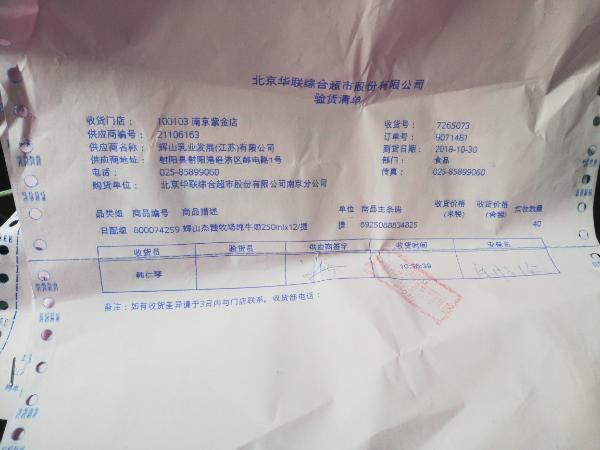 北京华联综合超市股份有限公司
验货清单
收货门店： 100103 南京紫金店 收货号： 7265073
供应商编号： 21106163 订单号： 9071481
供应商名称： 辉山乳业发展(江苏)有限公司 到货日期： 2018-10-30
供应商地址： 射阳县射阳港经济区邮电路1号 部门： 食品
电话： 025-85899060 传真： 025-85899060
购货单位： 北京华联综合超市股份有限公司南京分公司
品类组 商品编号 商品描述 单位 商品主条码 收货价格(未税) 收货价格(含税) 实收数量
日配组 800074259 辉山杰茜牧场纯牛奶250mlx12/提 提 6925088834825 40
收货员 验货员 供应商签字 收货时间 安保员
韩仁琴 10:56:39
备注：如有收货差异请于3日内与门店联系。收货部电话：